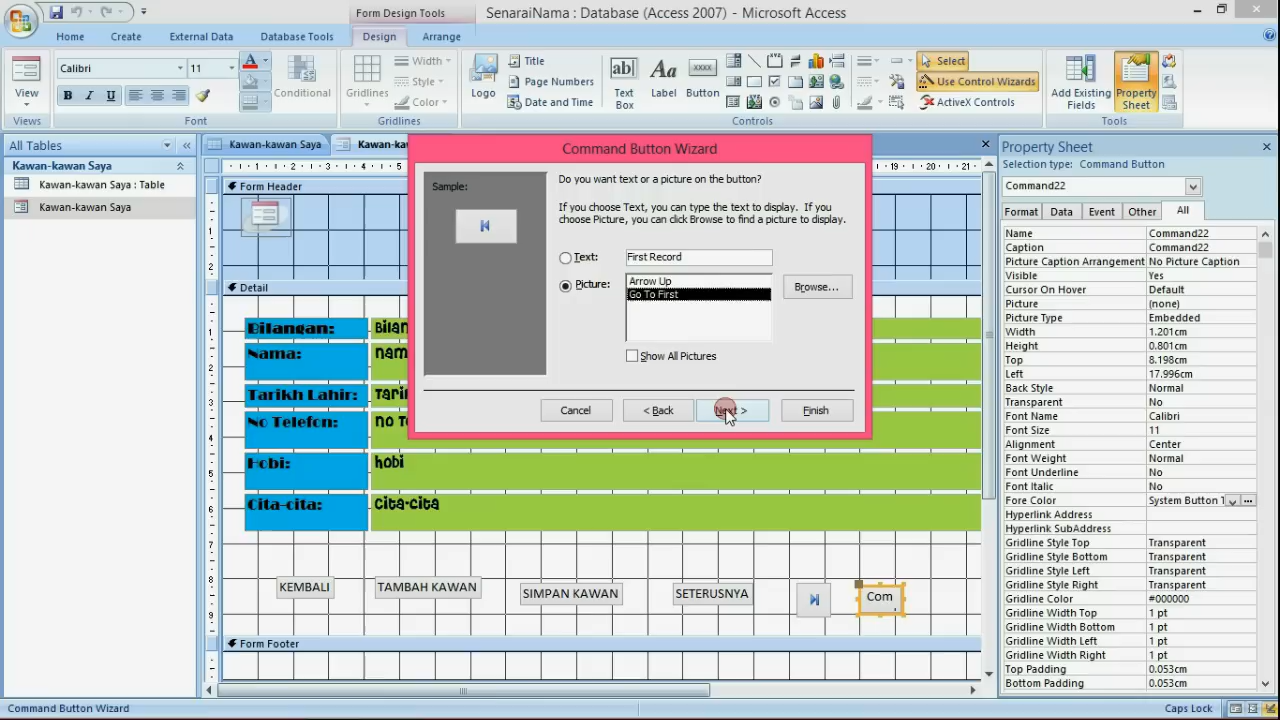 Form Design Tools
SenaraiNama : Database (Access 2007) - Microsoft Access
Home
Create
External Data
Database Tools
Design
Arrange
View
Views
Calibri
11
B
I
U
A
Conditional
Font
Gridlines
Width
Style
Color
Gridlines
Logo
Title
Page Numbers
Date and Time
ab|
Text Box
Aa
Label
xxxx
Button
Controls
Select
Use Control Wizards
ActiveX Controls
Add Existing Fields
Property Sheet
Tools
All Tables
Kawan-kawan Saya
Kawan-kawan Saya : Table
Kawan-kawan Saya
Kawan-kawan Saya
Kawan-kaw
Form Header
Detail
Bilangan:
Bilan
Nama:
nam
Tarikh Lahir:
Tari
No Telefon:
no T
Hobi:
hobi
Cita-cita:
Cita-cita
KEMBALI
TAMBAH KAWAN
SIMPAN KAWAN
SETERUSNYA
Com
Form Footer
Command Button Wizard
Sample:
Do you want text or a picture on the button?
If you choose Text, you can type the text to display. If you
choose Picture, you can click Browse to find a picture to display.
Text:
First Record
Picture:
Arrow Up
Go To First
Browse...
Show All Pictures
Cancel
< Back
Next >
Finish
Property Sheet
Selection type: Command Button
Command22
Format
Data
Event
Other
All
Name Command22
Caption Command22
Picture Caption Arrangement No Picture Caption
Visible Yes
Cursor On Hover Default
Picture (none)
Picture Type Embedded
Width 1.201cm
Height 0.801cm
Top 8.198cm
Left 17.996cm
Back Style Normal
Transparent No
Font Name Calibri
Font Size 11
Alignment Center
Font Weight Normal
Font Underline No
Font Italic No
Fore Color System Button T
Hyperlink Address
Hyperlink SubAddress
Gridline Style Top Transparent
Gridline Style Bottom Transparent
Gridline Style Left Transparent
Gridline Style Right Transparent
Gridline Color #000000
Gridline Width Top 1 pt
Gridline Width Bottom 1 pt
Gridline Width Left 1 pt
Gridline Width Right 1 pt
Top Padding 0.053cm
Bottom Padding 0.053cm
Command Button Wizard
Caps Lock